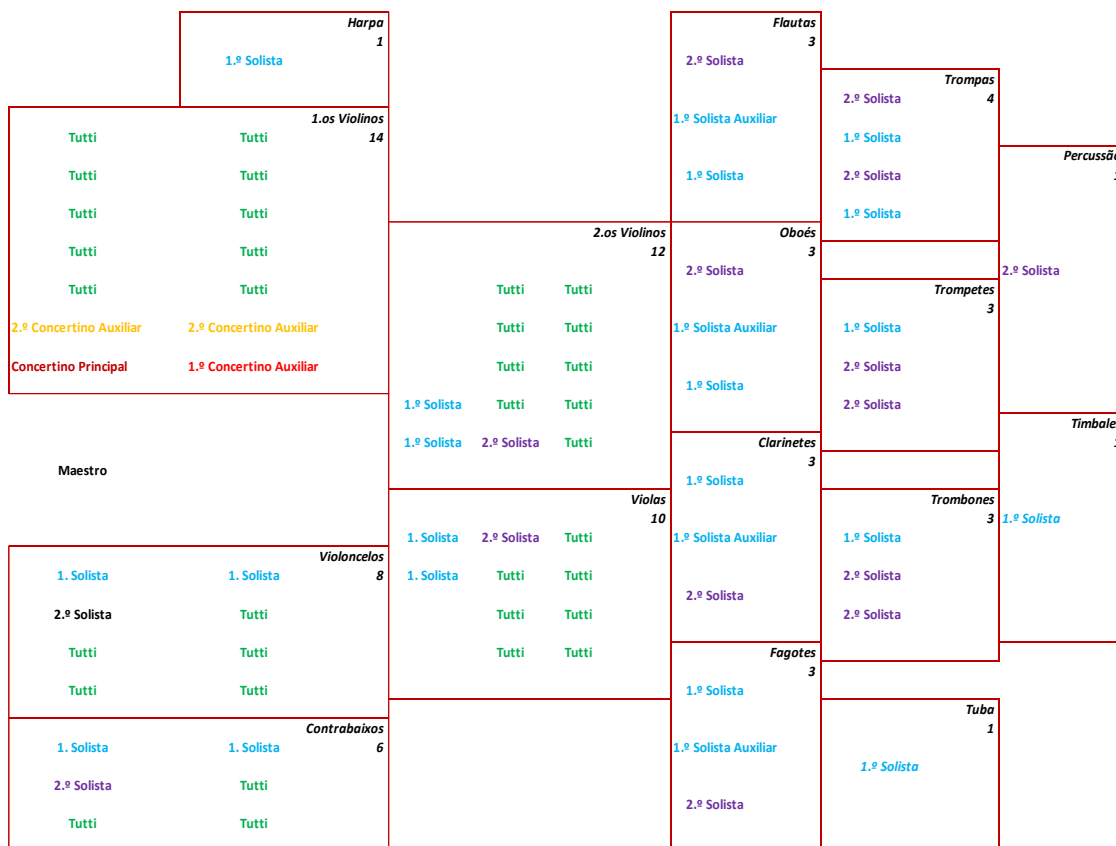 Harpa
1
1.º Solista
1.os Violinos
14
Tutti Tutti
Tutti Tutti
Tutti Tutti
Tutti Tutti
Tutti Tutti
2.º Concertino Auxiliar 2.º Concertino Auxiliar
Concertino Principal 1.º Concertino Auxiliar
Maestro
Violoncelos
8
1. Solista 1. Solista
2.º Solista Tutti
Tutti Tutti
Tutti Tutti
Contrabaixos
6
1. Solista 1. Solista
2.º Solista Tutti
Tutti Tutti
2.os Violinos
12
Tutti Tutti
Tutti Tutti
Tutti Tutti
1.º Solista Tutti Tutti
1.º Solista 2.º Solista Tutti
Violas
10
1. Solista 2.º Solista Tutti
1. Solista Tutti Tutti
Tutti Tutti
Tutti Tutti
Flautas
3
2.º Solista
1.º Solista Auxiliar
1.º Solista
Oboés
3
2.º Solista
1.º Solista Auxiliar
1.º Solista
Clarinetes
3
1.º Solista
1.º Solista Auxiliar
2.º Solista
Fagotes
3
1.º Solista
1.º Solista Auxiliar
2.º Solista
Trompas
4
2.º Solista
1.º Solista
2.º Solista
1.º Solista
Trompetes
3
1.º Solista
2.º Solista
2.º Solista
Trombones
3
1.º Solista
2.º Solista
2.º Solista
Tuba
1
1.º Solista
Percussão
2.º Solista
Timbale
1.º Solista